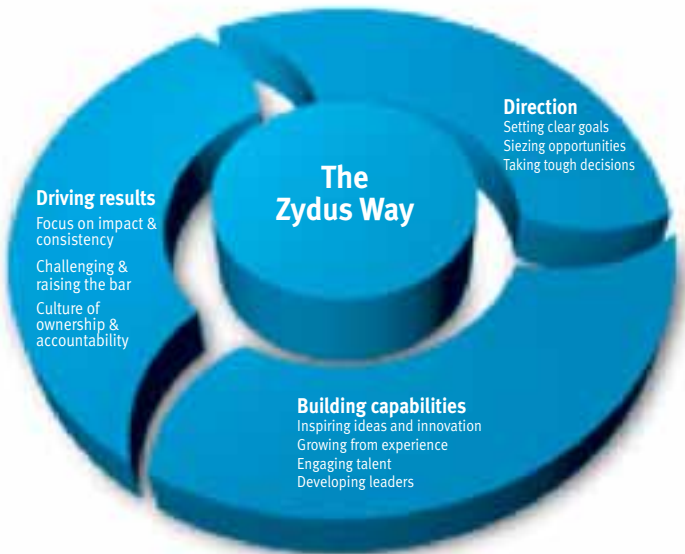 The
Zydus Way
Direction
Setting clear goals
Siezing opportunities
Taking tough decisions
Building capabilities
Inspiring ideas and innovation
Growing from experience
Engaging talent
Developing leaders
Driving results
Focus on impact &
consistency
Challenging &
raising the bar
Culture of
ownership &
accountability